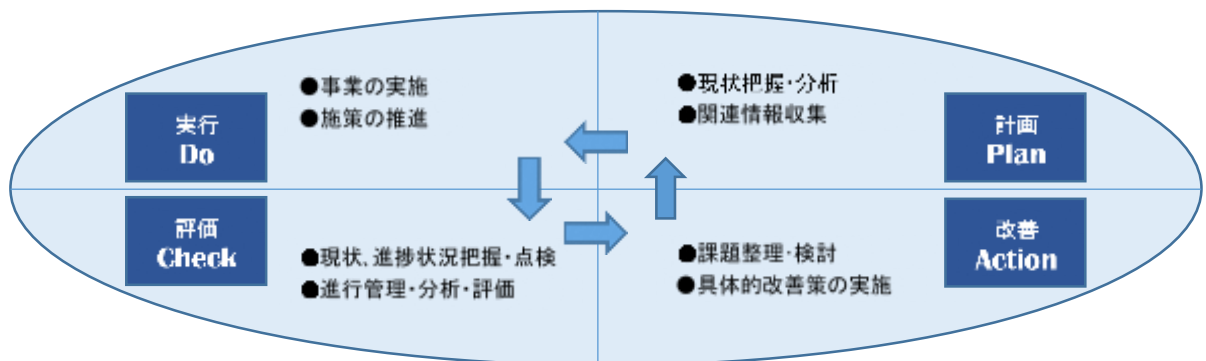 実行
Do
●事業の実施
●施策の推進
●現状把握・分析
●関連情報収集
計画
Plan
評価
Check
●現状、進捗状況把握・点検
●進行管理・分析・評価
●課題整理・検討
●具体的改善策の実施
改善
Action